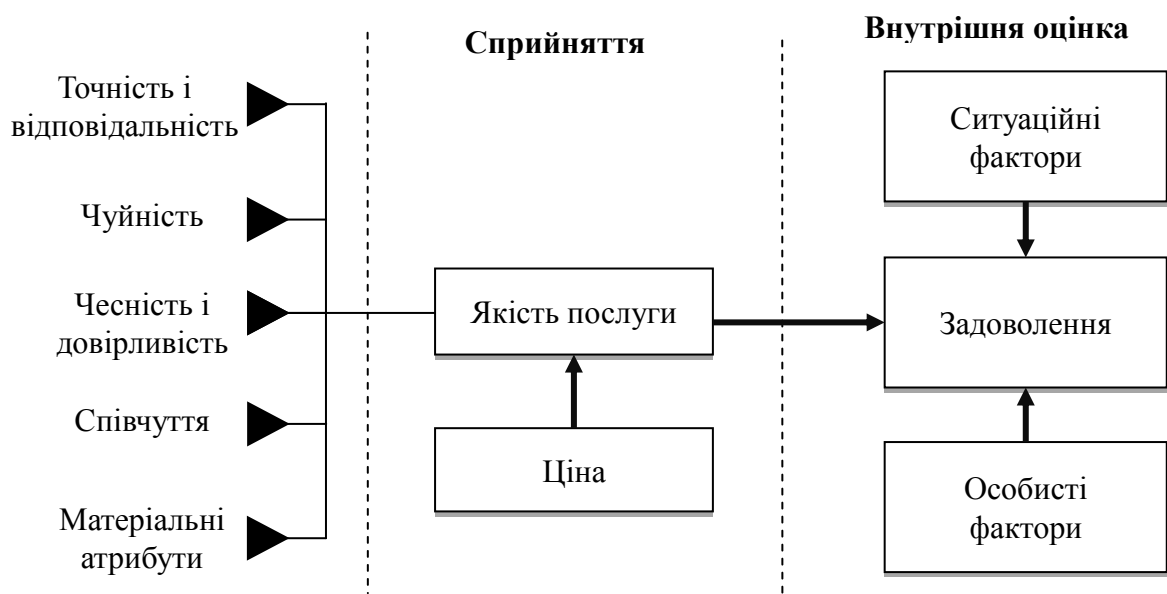 Сприйняття
Внутрішня оцінка
Точність і
відповідальність
Чуйність
Чесність і
довірливість
Співчуття
Матеріальні
атрибути
Якість послуги
Ціна
Ситуаційні
фактори
Задоволення
Особисті
фактори